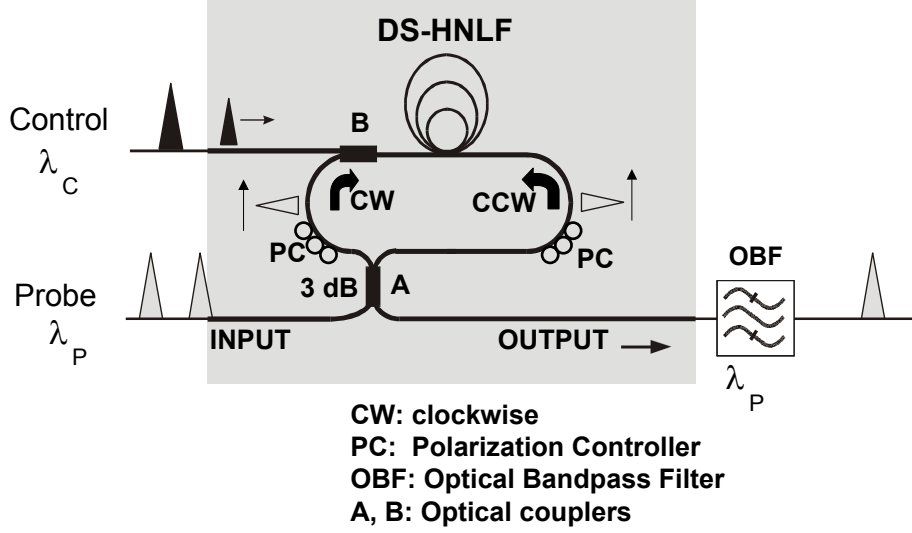 DS-HNLF
Control
λ C
B
CW
CCW
PC
PC
3 dB
A
OBF
Probe
λ P
INPUT
OUTPUT
λ P
CW: clockwise
PC: Polarization Controller
OBF: Optical Bandpass Filter
A, B: Optical couplers